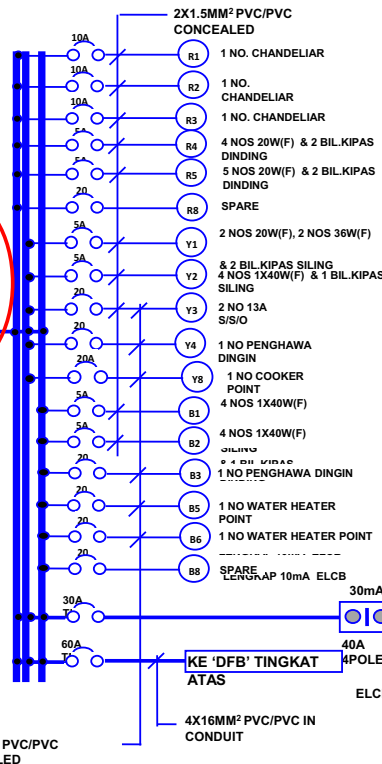 2X1.5MM² PVC/PVC
CONCEALED
10A R1 1 NO. CHANDELIAR
10A R2 1 NO.
CHANDELIAR
10A R3 1 NO. CHANDELIAR
5A R4 4 NOS 20W(F) & 2 BIL.KIPAS
DINDING
5A R5 5 NOS 20W(F) & 2 BIL.KIPAS
DINDING
20 R8 SPARE
5A Y1 2 NOS 20W(F), 2 NOS 36W(F)
& 2 BIL.KIPAS SILING
5A Y2 4 NOS 1X40W(F) & 1 BIL.KIPAS
SILING
20 Y3 2 NO 13A
S/S/O
20 Y4 1 NO PENGHAWA
DINGIN
20A Y8 1 NO COOKER
POINT
5A B1 4 NOS 1X40W(F)
5A B2 4 NOS 1X40W(F)
SILING
& 1 BIL.KIPAS
20 B3 1 NO PENGHAWA DINGIN
20 B5 1 NO WATER HEATER
POINT
20 B6 1 NO WATER HEATER POINT
20 B8 SPARE
LENGKAP 10mA ELCB
30A
30mA
40A
4POLE
ELC
60A
KE 'DFB' TINGKAT
ATAS
4X16MM² PVC/PVC IN
CONDUIT
PVC/PVC
LED